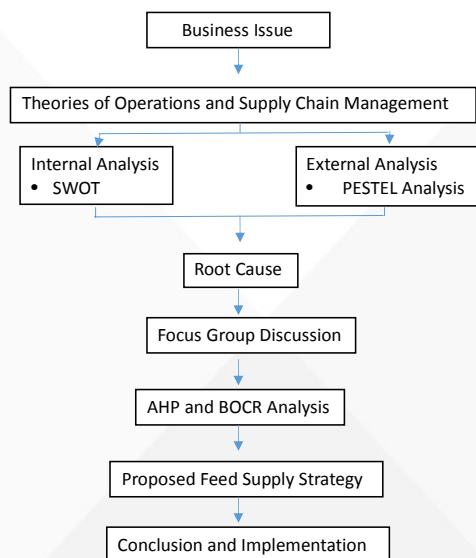 Business Issue
Theories of Operations and Supply Chain Management
Internal Analysis
• SWOT
External Analysis
• PESTEL Analysis
Root Cause
Focus Group Discussion
AHP and BOCR Analysis
Proposed Feed Supply Strategy
Conclusion and Implementation